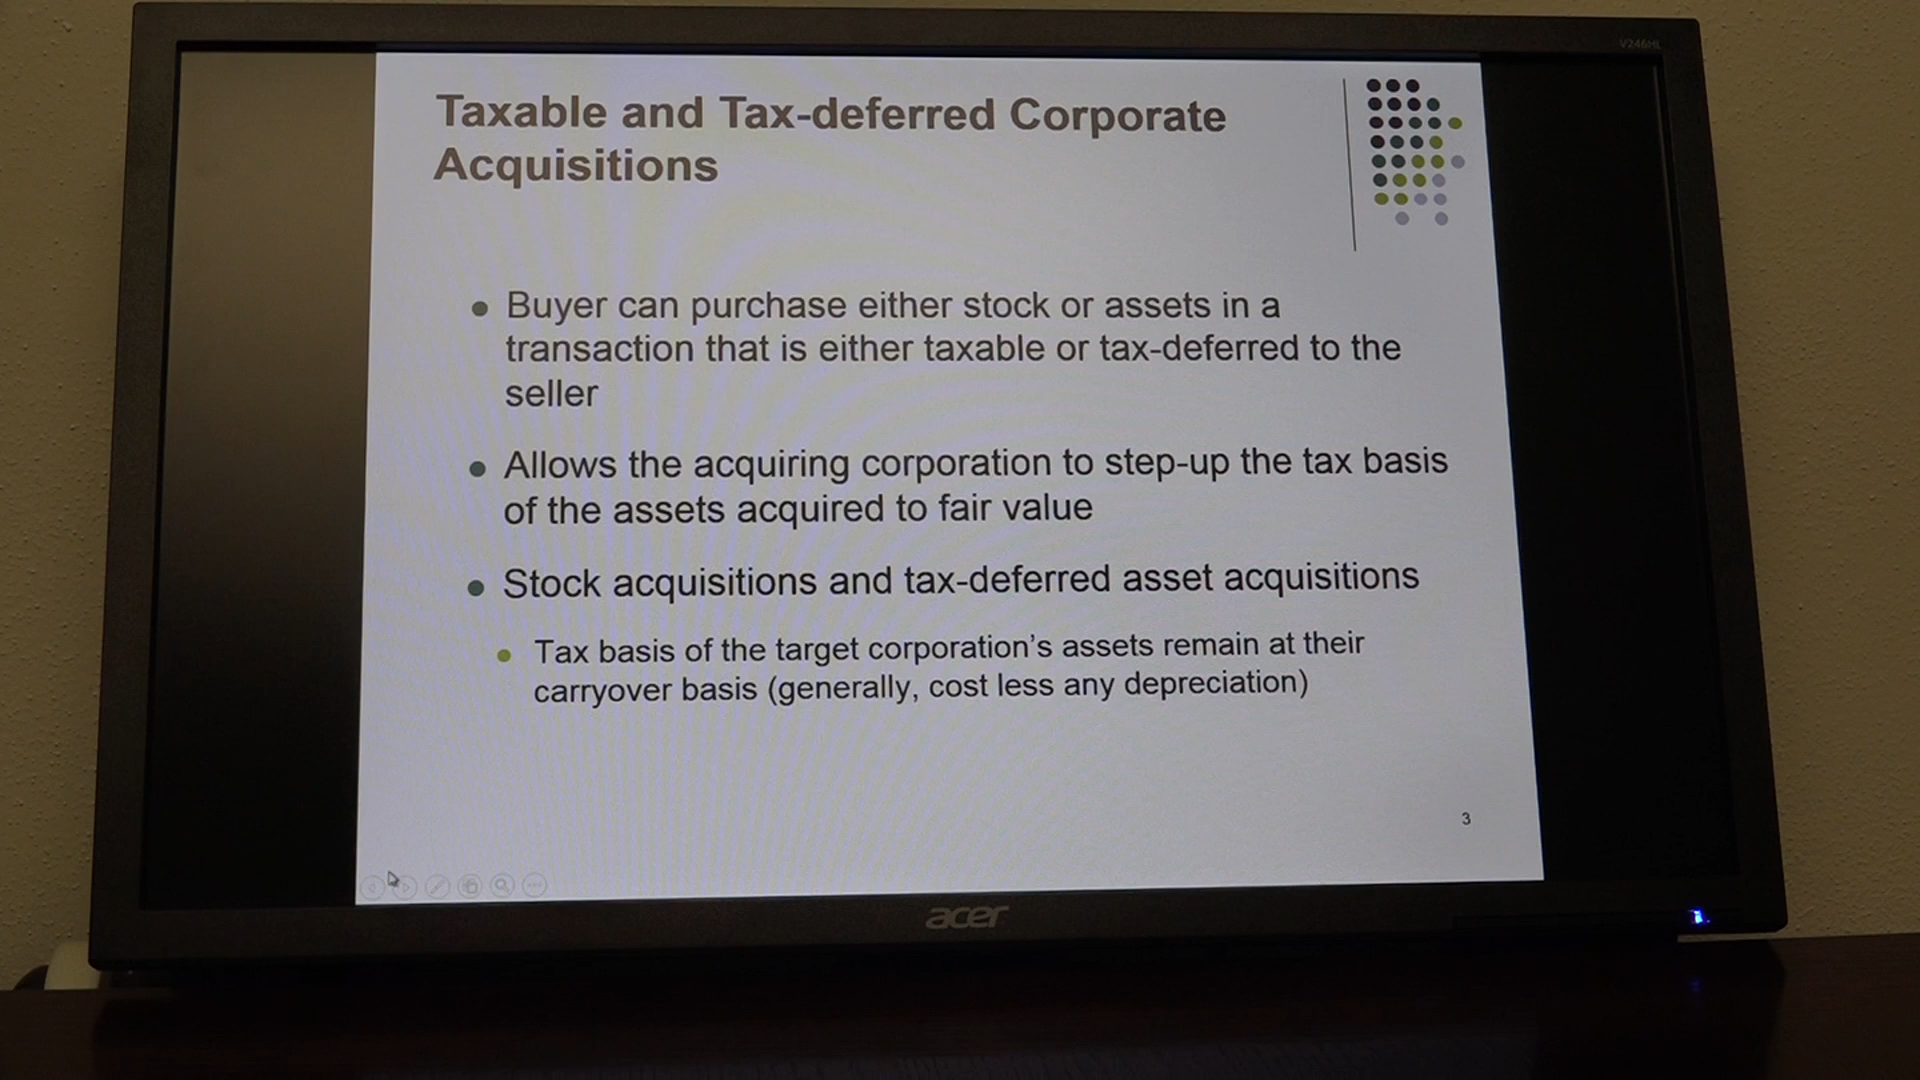 V246HL
Taxable and Tax-deferred Corporate
Acquisitions
Buyer can purchase either stock or assets in a
transaction that is either taxable or tax-deferred to the
seller
Allows the acquiring corporation to step-up the tax basis
of the assets acquired to fair value
Stock acquisitions and tax-deferred asset acquisitions
Tax basis of the target corporation’s assets remain at their
carryover basis (generally, cost less any depreciation)
3
acer